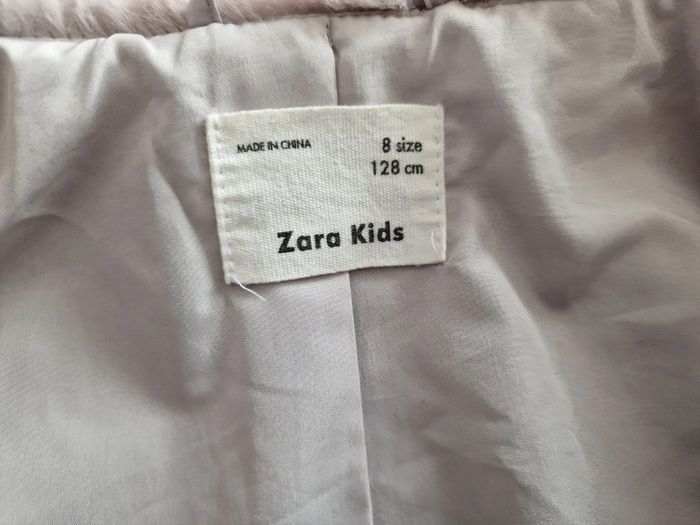 MADE IN CHINA
8 size
128 cm
Zara Kids